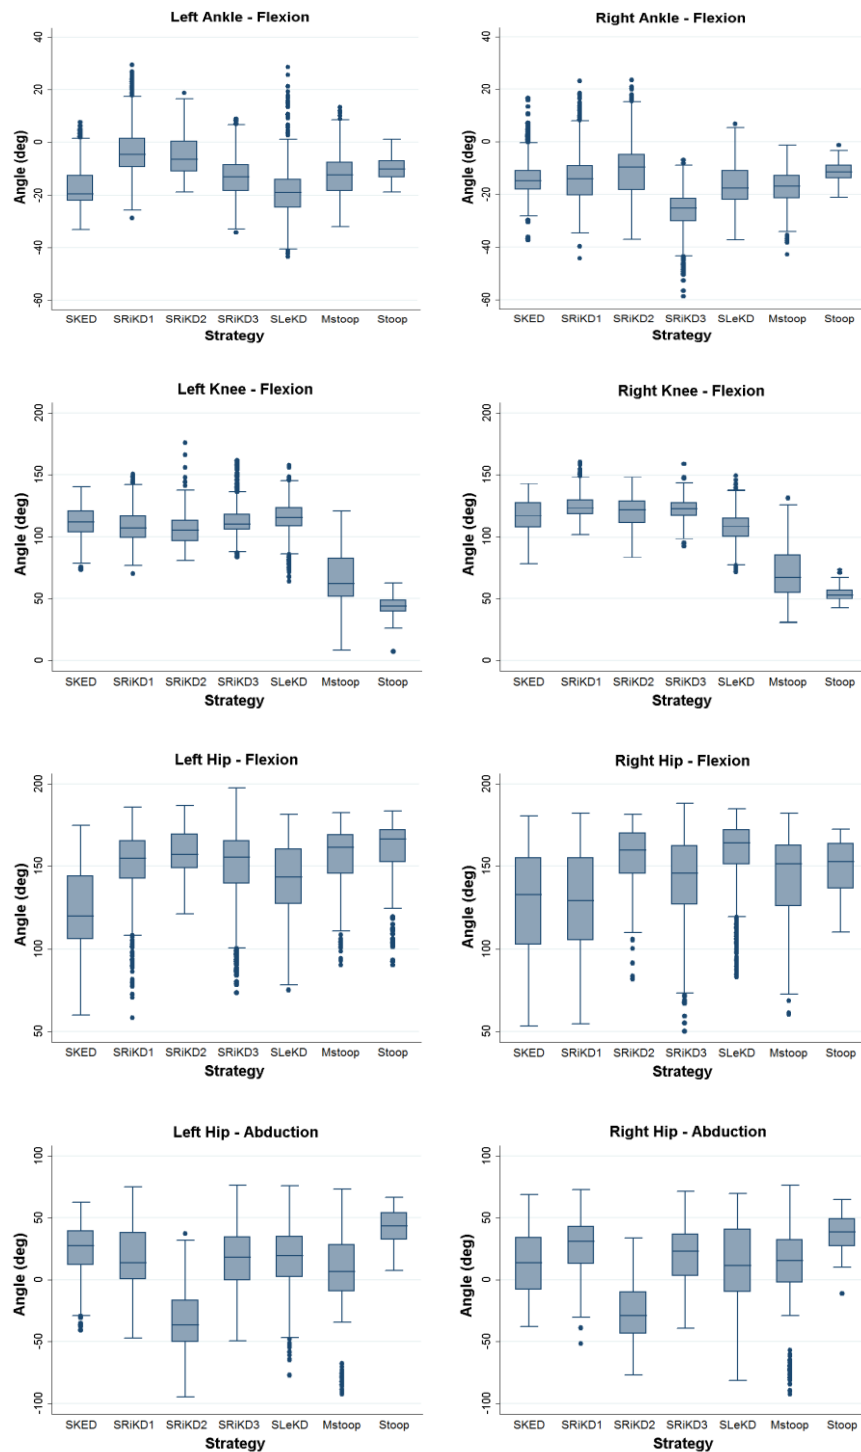 Left Ankle - Flexion
Angle (deg)
40
20
0
-20
-40
-60
SKED SRiKD1 SRiKD2 SRiKD3 SLeKD Mstoop Stoop
Strategy
Right Ankle - Flexion
Angle (deg)
40
20
0
-20
-40
-60
SKED SRiKD1 SRiKD2 SRiKD3 SLeKD Mstoop Stoop
Strategy
Left Knee - Flexion
Angle (deg)
200
150
100
50
0
SKED SRiKD1 SRiKD2 SRiKD3 SLeKD Mstoop Stoop
Strategy
Right Knee - Flexion
Angle (deg)
200
150
100
50
0
SKED SRiKD1 SRiKD2 SRiKD3 SLeKD Mstoop Stoop
Strategy
Left Hip - Flexion
Angle (deg)
200
150
100
50
SKED SRiKD1 SRiKD2 SRiKD3 SLeKD Mstoop Stoop
Strategy
Right Hip - Flexion
Angle (deg)
200
150
100
50
SKED SRiKD1 SRiKD2 SRiKD3 SLeKD Mstoop Stoop
Strategy
Left Hip - Abduction
Angle (deg)
100
50
0
-50
-100
SKED SRiKD1 SRiKD2 SRiKD3 SLeKD Mstoop Stoop
Strategy
Right Hip - Abduction
Angle (deg)
100
50
0
-50
-100
SKED SRiKD1 SRiKD2 SRiKD3 SLeKD Mstoop Stoop
Strategy